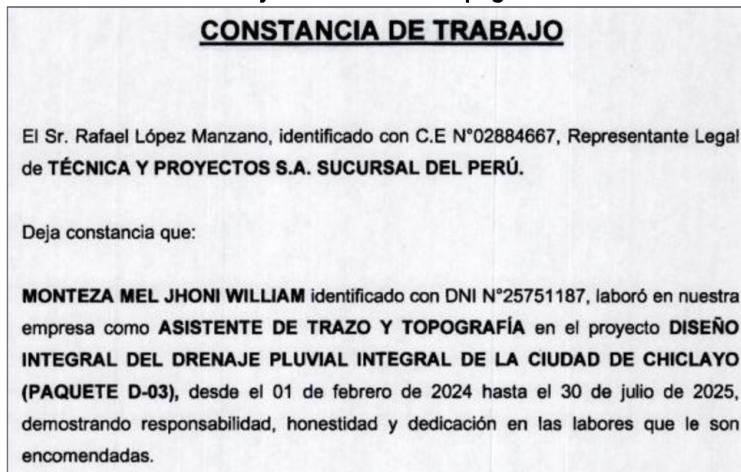 CONSTANCIA DE TRABAJO
El Sr. Rafael López Manzano, identificado con C.E N°02884667, Representante Legal
de TÉCNICA Y PROYECTOS S.A. SUCURSAL DEL PERÚ.
Deja constancia que:
MONTEZA MEL JHONI WILLIAM identificado con DNI N°25751187, laboró en nuestra
empresa como ASISTENTE DE TRAZO Y TOPOGRAFÍA en el proyecto DISEÑO
INTEGRAL DEL DRENAJE PLUVIAL INTEGRAL DE LA CIUDAD DE CHICLAYO
(PAQUETE D-03), desde el 01 de febrero de 2024 hasta el 30 de julio de 2025,
demostrando responsabilidad, honestidad y dedicación en las labores que le son
encomendadas.